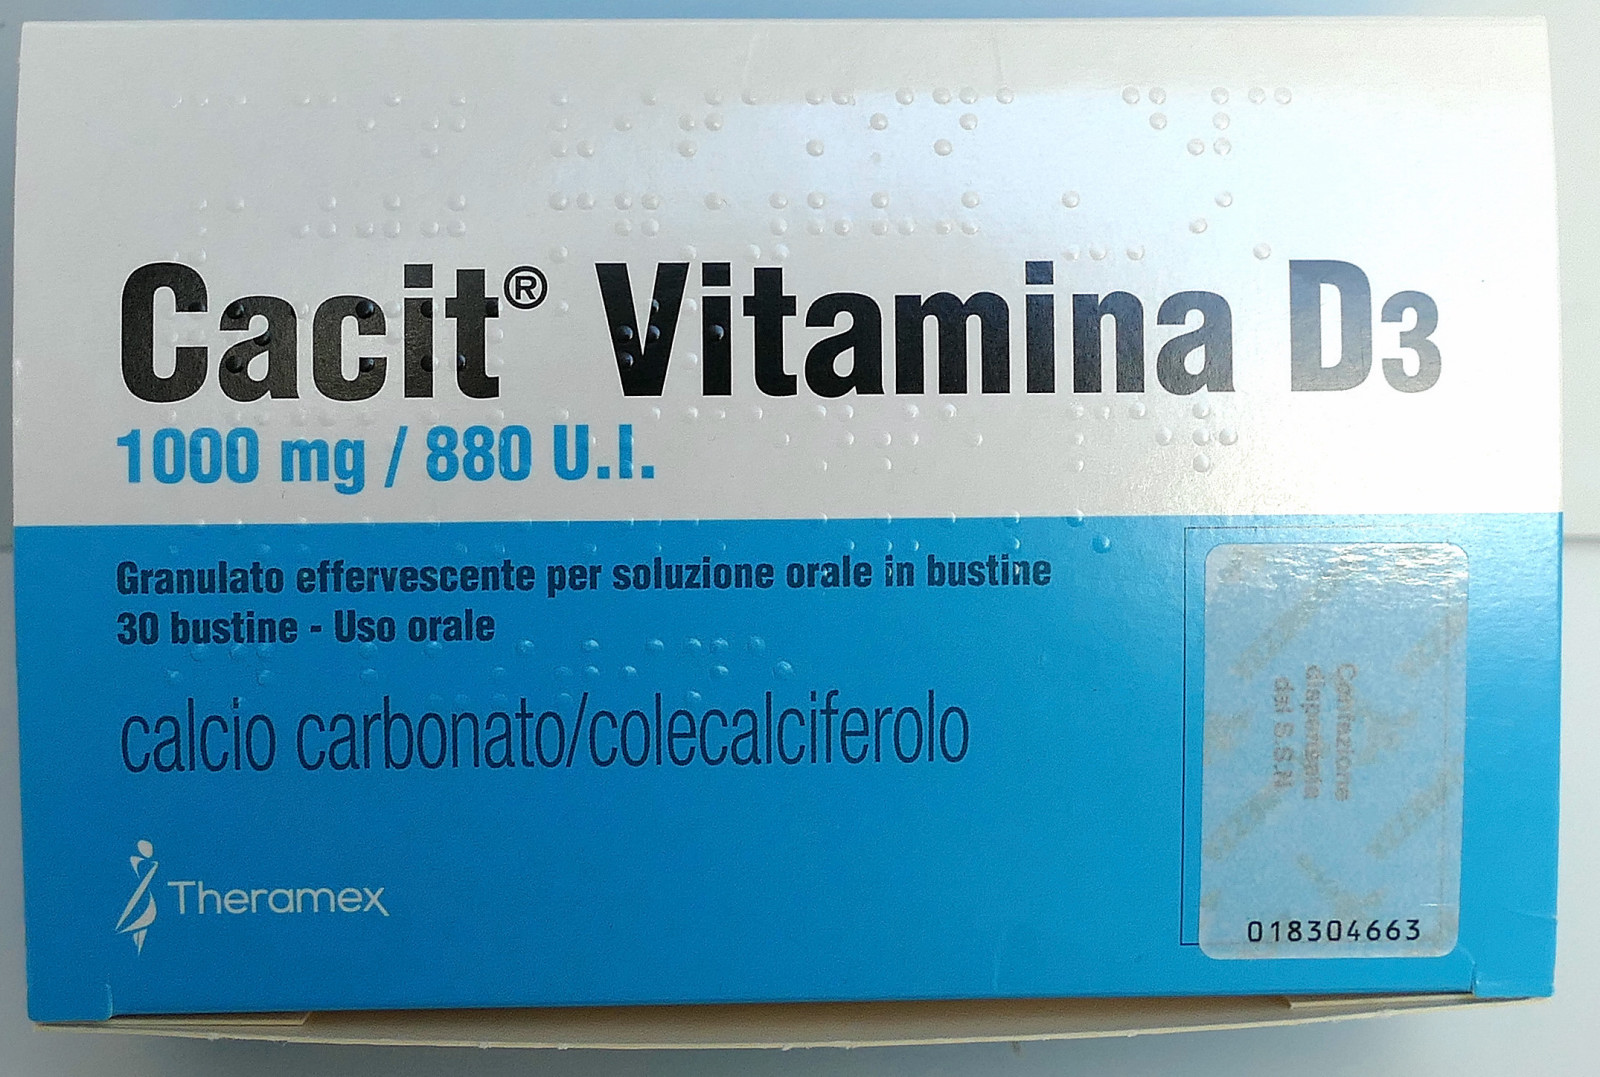 Cacit® Vitamina D3
1000 mg / 880 U.I.
Granulato effervescente per soluzione orale in bustine
30 bustine - Uso orale
calcio carbonato/colecalciferolo
Theramex
Confezione
dispensata
dal S.S.N
018304663